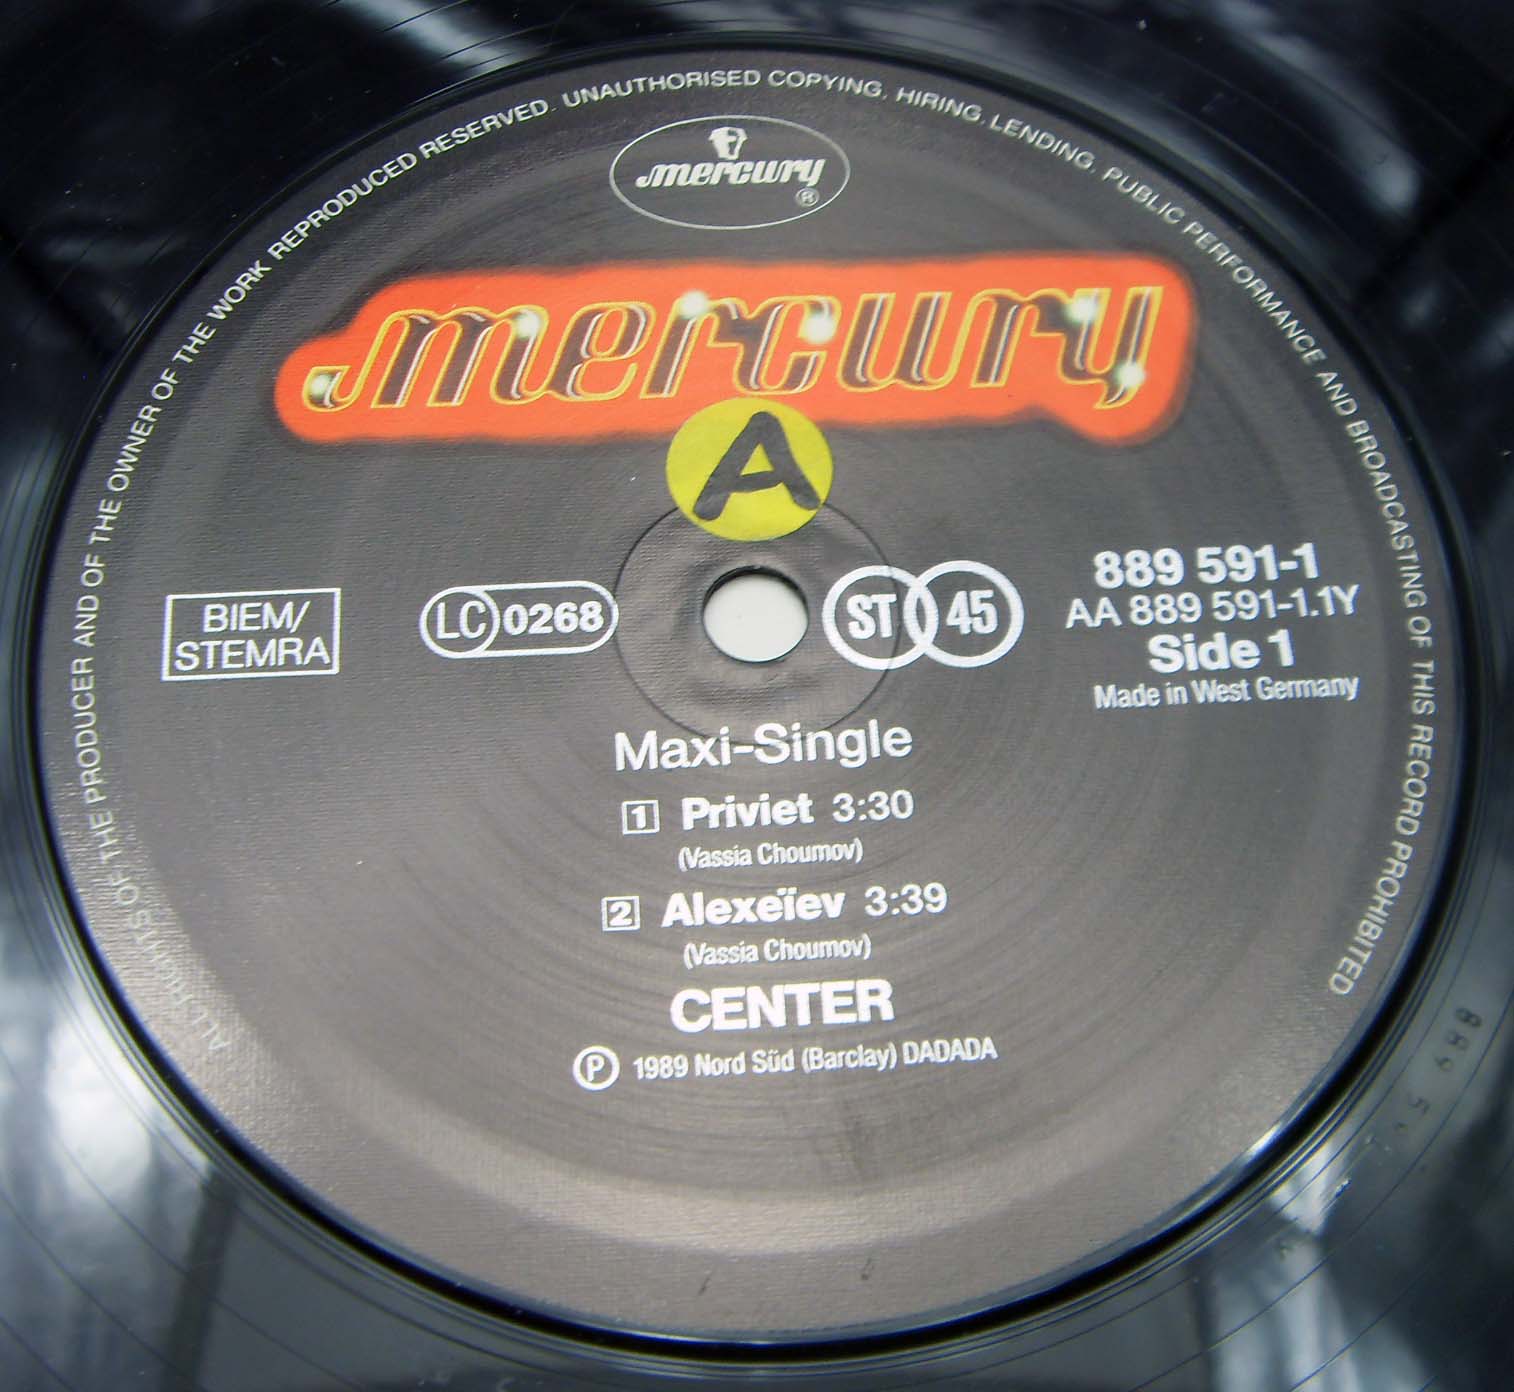 ALL RIGHTS OF THE PRODUCER AND OF THE OWNER OF THE WORK REPRODUCED RESERVED. UNAUTHORISED COPYING, HIRING, LENDING, PUBLIC PERFORMANCE AND BROADCASTING OF THIS RECORD PROHIBITED
mercury ®
mercury
A
BIEM/
STEMRA
LC 0268
ST 45
889 591-1
AA 889 591-1.1Y
Side 1
Made in West Germany
Maxi-Single
1 Priviet 3:30
(Vassia Choumov)
2 Alexeïev 3:39
(Vassia Choumov)
CENTER
Ⓟ 1989 Nord Süd (Barclay) DADADA